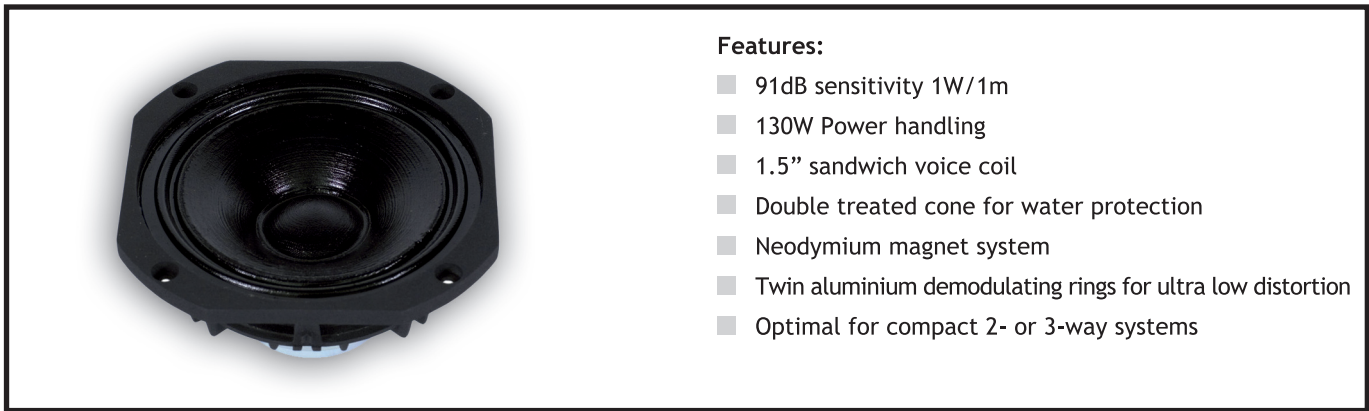 Features:
91dB sensitivity 1W/1m
130W Power handling
1.5” sandwich voice coil
Double treated cone for water protection
Neodymium magnet system
Twin aluminium demodulating rings for ultra low distortion
Optimal for compact 2- or 3-way systems